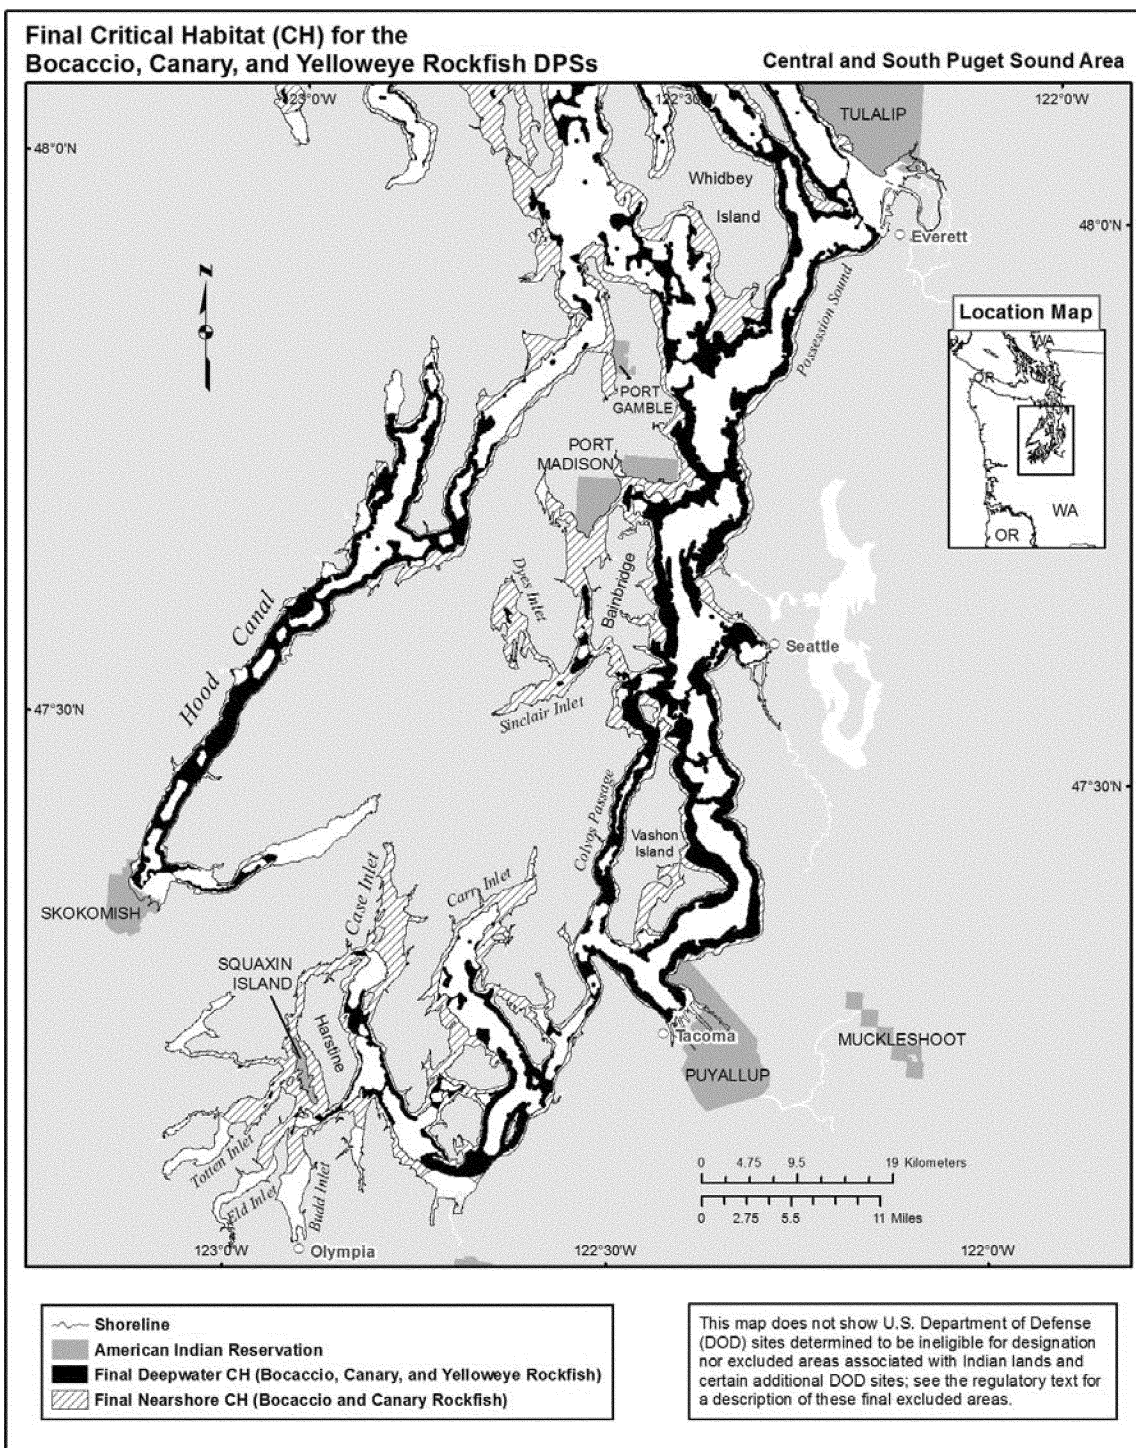 Final Critical Habitat (CH) for the
Bocaccio, Canary, and Yelloweye Rockfish DPSs
Central and South Puget Sound Area
123°0'W
122°30'W
122°0'W
TULALIP
48°0'N
Whidbey
Island
48°0'N
Everett
N
Possession Sound
Location Map
WA
OR
WA
OR
PORT
GAMBLE
PORT
MADISON
Dyes Inlet
Bainbridge
Hood Canal
Seattle
Sinclair Inlet
47°30'N
47°30'N
Colvos Passage
Vashon
Island
Case Inlet
Carr Inlet
SKOKOMISH
SQUAXIN
ISLAND
Harstine
Tacoma
MUCKLESHOOT
PUYALLUP
Totten Inlet
Eld Inlet
Budd Inlet
0 4.75 9.5 19 Kilometers
0 2.75 5.5 11 Miles
123°0'W
Olympia
122°30'W
122°0'W
Shoreline
American Indian Reservation
Final Deepwater CH (Bocaccio, Canary, and Yelloweye Rockfish)
Final Nearshore CH (Bocaccio and Canary Rockfish)
This map does not show U.S. Department of Defense
(DOD) sites determined to be ineligible for designation
nor excluded areas associated with Indian lands and
certain additional DOD sites; see the regulatory text for
a description of these final excluded areas.